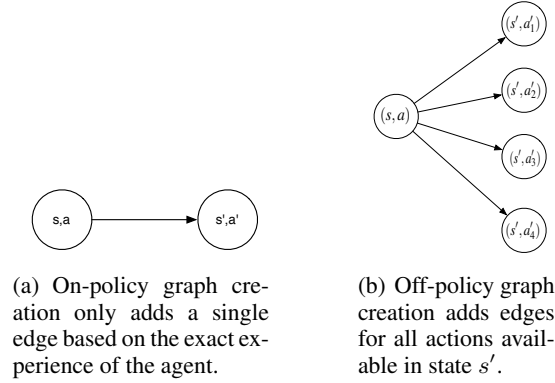 s,a
s',a'
(a) On-policy graph cre-
ation only adds a single
edge based on the exact ex-
perience of the agent.
(s,a)
(s′,a′1)
(s′,a′2)
(s′,a′3)
(s′,a′4)
(b) Off-policy graph
creation adds edges
for all actions avail-
able in state s′.